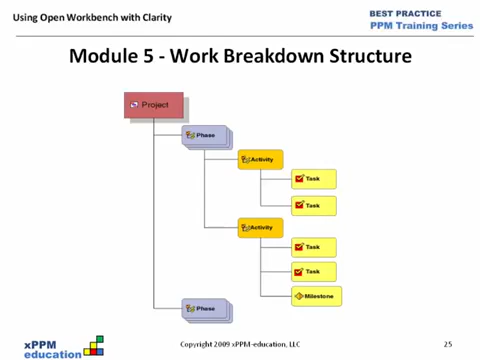 Using Open Workbench with Clarity
BEST PRACTICE
PPM Training Series
Module 5 - Work Breakdown Structure
Project
Phase
Activity
Task
Task
Activity
Task
Task
Milestone
Phase
xPPM
education
Copyright 2009 xPPM-education, LLC
25